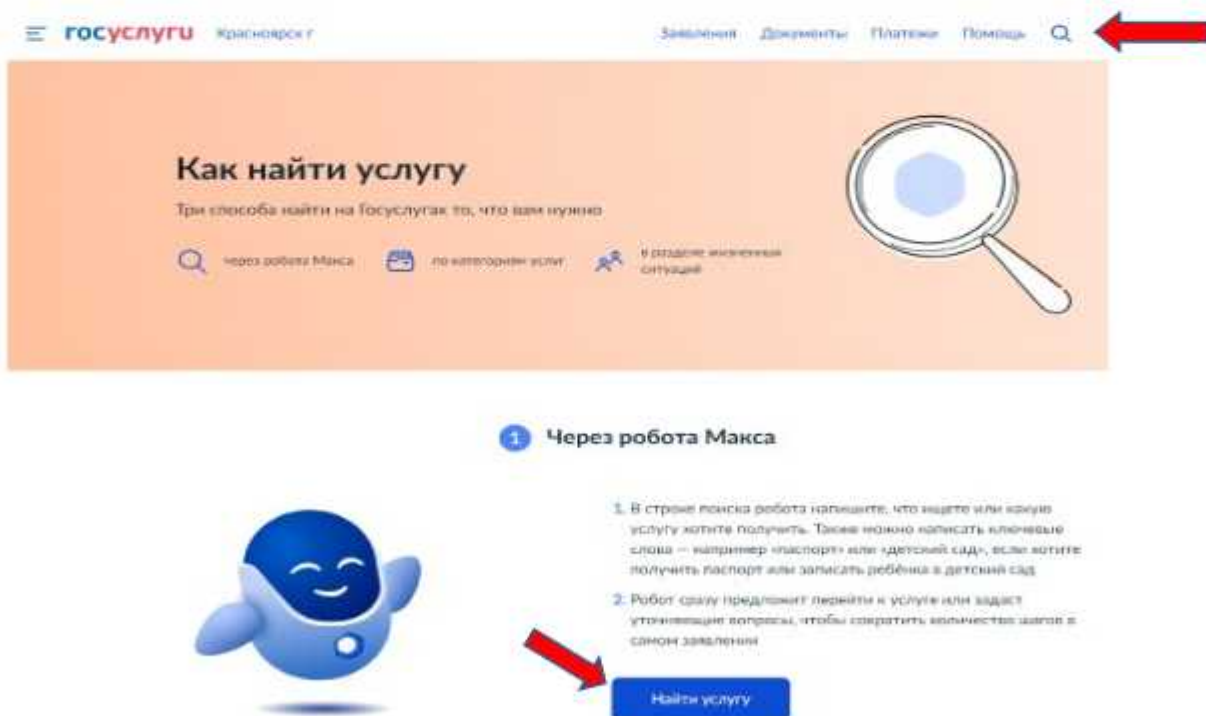 госуслуги Красноярск г Заявления Документы Платежи Помощь
Как найти услугу
Три способа найти на Госуслугах то, что вам нужно
через робота Макса по категориям услуг в разделе жизненных
ситуаций
1 Через робота Макса
1. В строке поиска робота напишите, что ищете или какую
услугу хотите получить. Также можно написать ключевые
слова — например «паспорт» или «детский сад», если хотите
получить паспорт или записать ребёнка в детский сад
2. Робот сразу предложит перейти к услуге или задаст
уточняющие вопросы, чтобы сократить количество шагов в
самом заявлении
Найти услугу